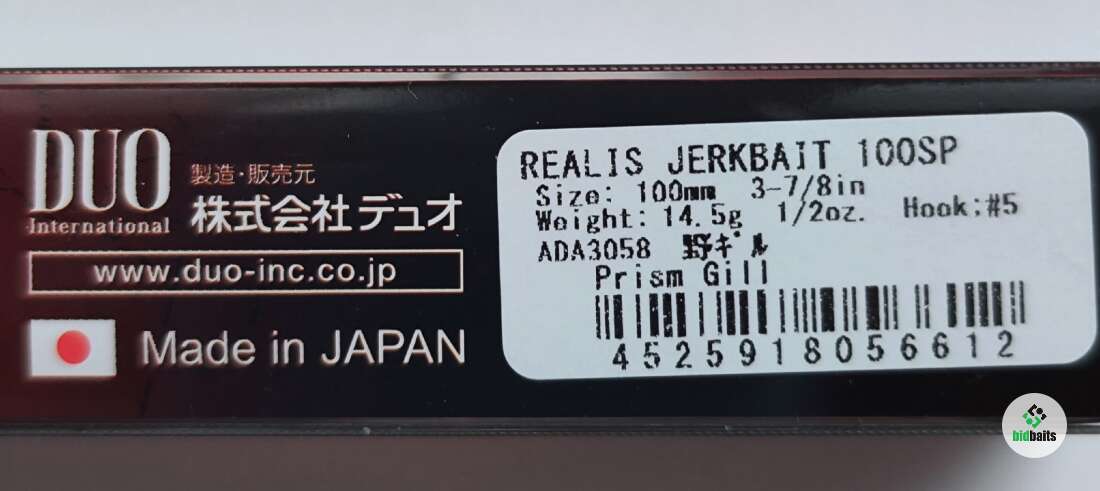 DUO
International
製造・販売元
株式会社デュオ
www.duo-inc.co.jp
Made in JAPAN
REALIS JERKBAIT 100SP
Size: 100mm 3-7/8in
Weight: 14.5g 1/2oz. Hook:#5
ADA3058 野ギル
Prism Gill
4525918056612
bidbaits